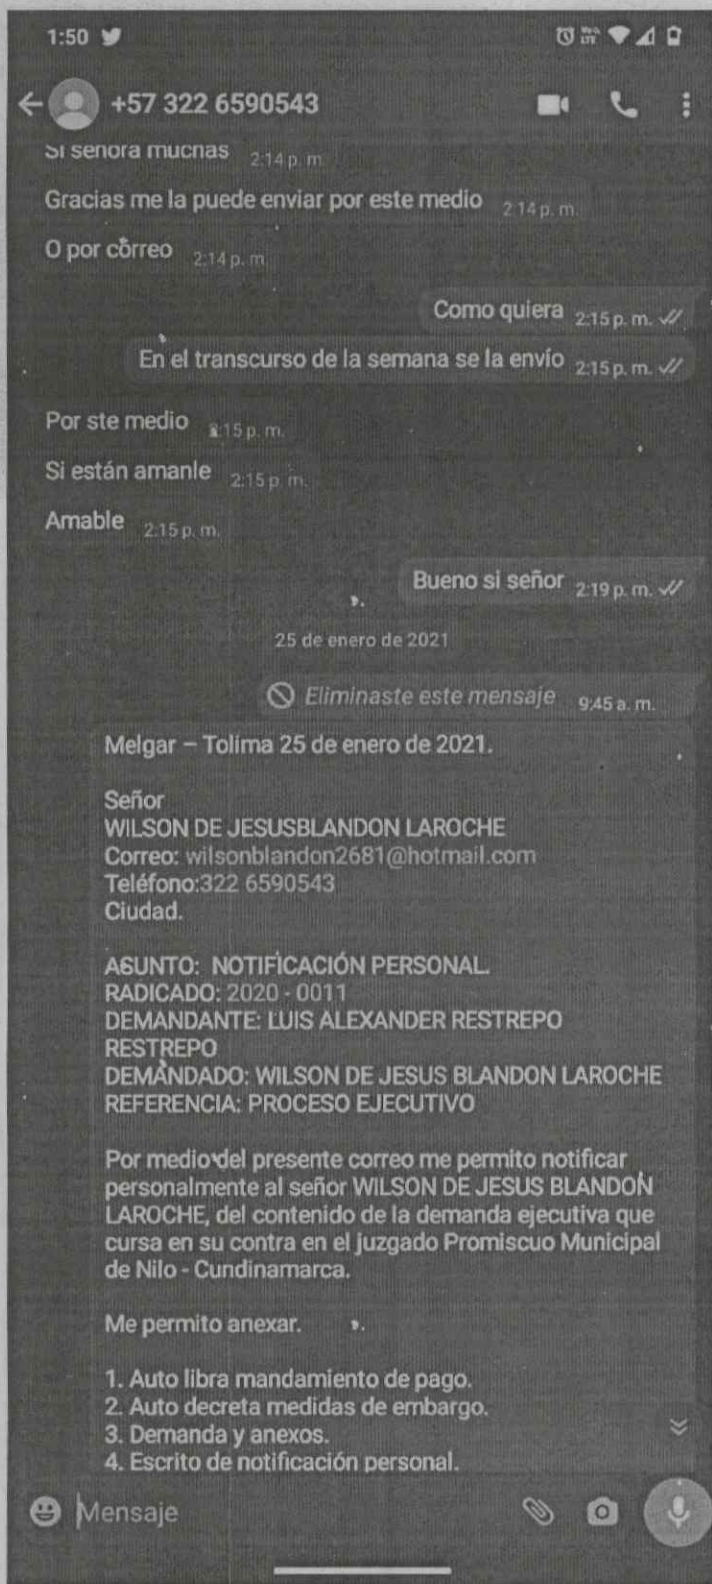 1:50
+57 322 6590543
Si señora muchas 2:14 p. m.
Gracias me la puede enviar por este medio 2:14 p. m.
O por correo 2:14 p. m.
Como quiera 2:15 p. m.
En el transcurso de la semana se la envío 2:15 p. m.
Por ste medio 2:15 p. m.
Si están amanle 2:15 p. m.
Amable 2:15 p. m.
Bueno si señor 2:19 p. m.
25 de enero de 2021
Eliminaste este mensaje 9:45 a. m.
Melgar – Tolima 25 de enero de 2021.
Señor
WILSON DE JESUSBLANDON LAROCHE
Correo: wilsonblandon2681@hotmail.com
Teléfono:322 6590543
Ciudad.
ASUNTO: NOTIFICACIÓN PERSONAL.
RADICADO: 2020 - 0011
DEMANDANTE: LUIS ALEXANDER RESTREPO
RESTREPO
DEMANDADO: WILSON DE JESUS BLANDON LAROCHE
REFERENCIA: PROCESO EJECUTIVO
Por medio del presente correo me permito notificar
personalmente al señor WILSON DE JESUS BLANDON
LAROCHE, del contenido de la demanda ejecutiva que
cursa en su contra en el juzgado Promiscuo Municipal
de Nilo - Cundinamarca.
Me permito anexar.
1. Auto libra mandamiento de pago.
2. Auto decreta medidas de embargo.
3. Demanda y anexos.
4. Escrito de notificación personal.
Mensaje